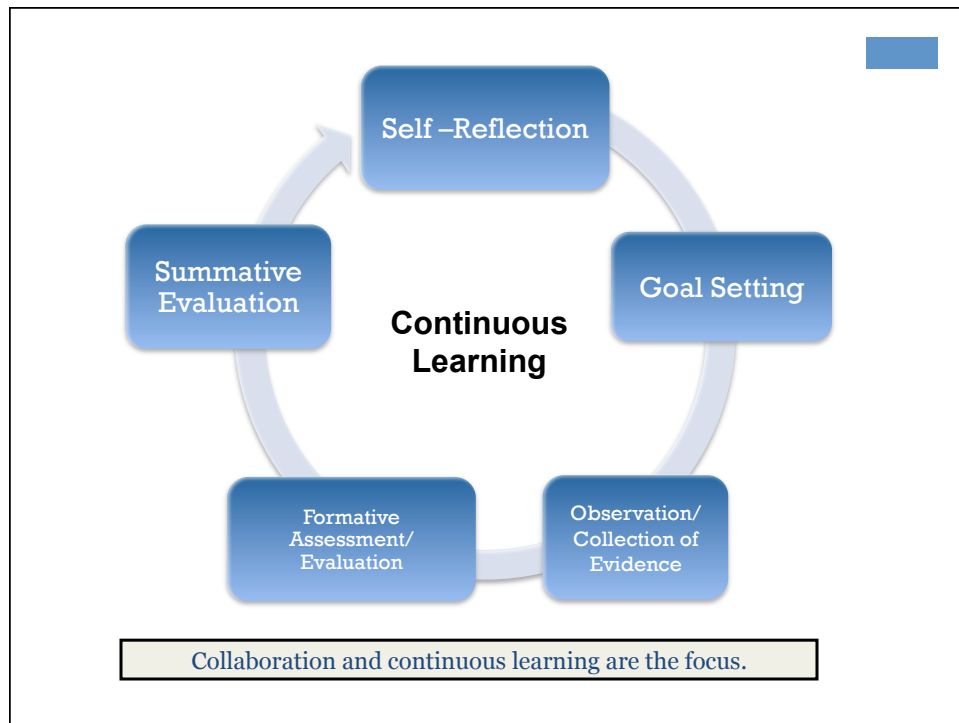 Self –Reflection
Goal Setting
Observation/
Collection of
Evidence
Formative
Assessment/
Evaluation
Summative
Evaluation
Continuous
Learning
Collaboration and continuous learning are the focus.